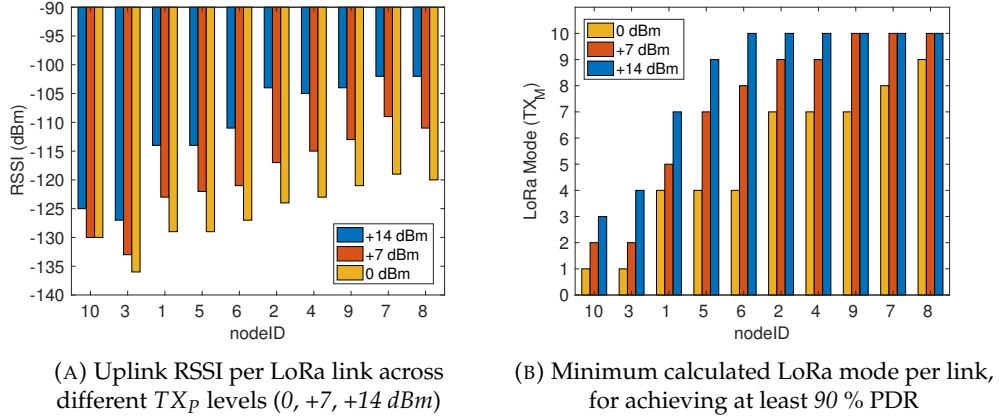 -90
-95
-100
-105
-110
-115
-120
-125
-130
-135
-140
RSSI (dBm)
+14 dBm
+7 dBm
0 dBm
10 3 1 5 6 2 4 9 7 8
nodeID
(A) Uplink RSSI per LoRa link across
different TXP levels (0, +7, +14 dBm)
10
9
8
7
6
5
4
3
2
1
0
LoRa Mode (TXM)
0 dBm
+7 dBm
+14 dBm
10 3 1 5 6 2 4 9 7 8
nodeID
(B) Minimum calculated LoRa mode per link,
for achieving at least 90 % PDR